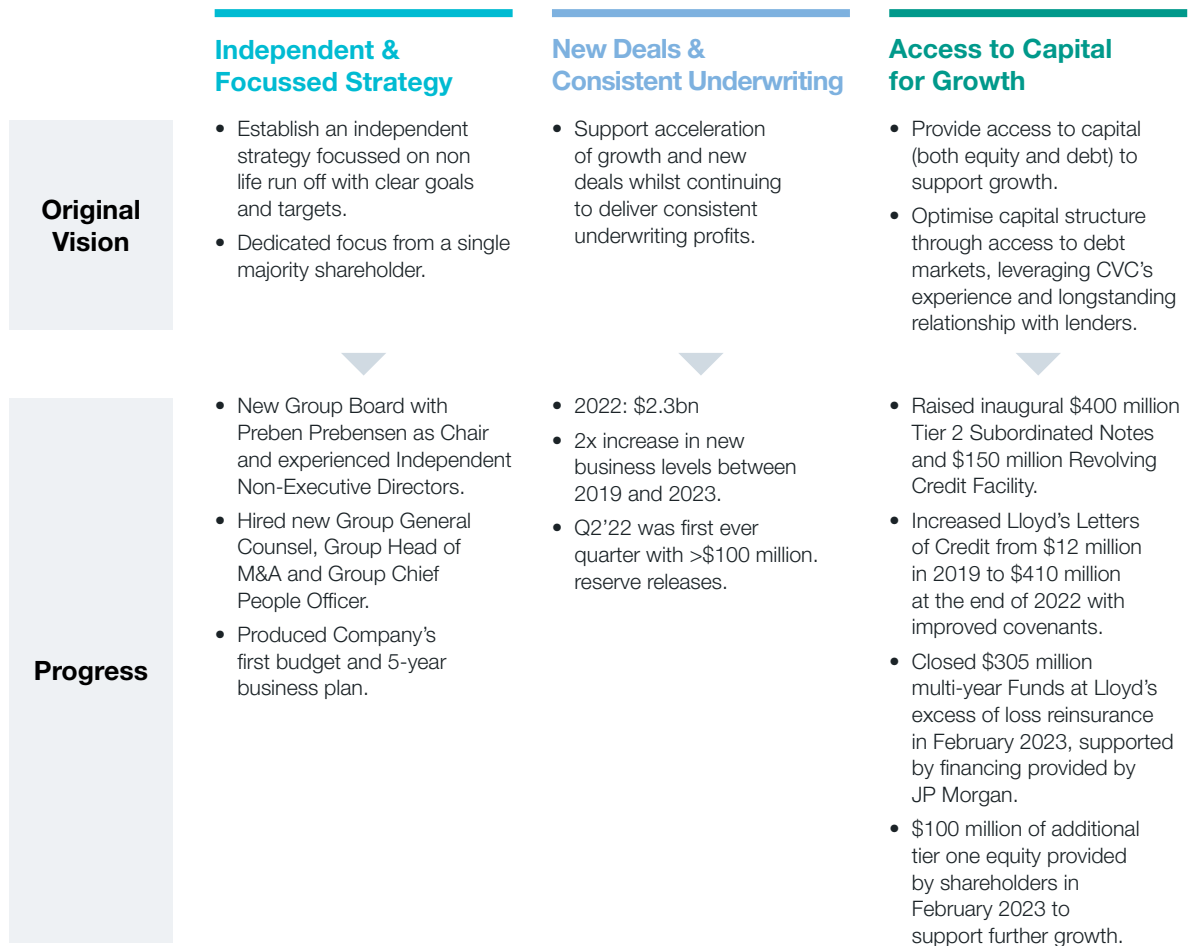 Independent &
Focussed Strategy
New Deals &
Consistent Underwriting
Access to Capital
for Growth
Original
Vision
• Establish an independent
strategy focussed on non
life run off with clear goals
and targets.
• Dedicated focus from a single
majority shareholder.
• Support acceleration
of growth and new
deals whilst continuing
to deliver consistent
underwriting profits.
• Provide access to capital
(both equity and debt) to
support growth.
• Optimise capital structure
through access to debt
markets, leveraging CVC’s
experience and longstanding
relationship with lenders.
Progress
• New Group Board with
Preben Prebensen as Chair
and experienced Independent
Non-Executive Directors.
• Hired new Group General
Counsel, Group Head of
M&A and Group Chief
People Officer.
• Produced Company’s
first budget and 5-year
business plan.
• 2022: $2.3bn
• 2x increase in new
business levels between
2019 and 2023.
• Q2’22 was first ever
quarter with >$100 million.
reserve releases.
• Raised inaugural $400 million
Tier 2 Subordinated Notes
and $150 million Revolving
Credit Facility.
• Increased Lloyd’s Letters
of Credit from $12 million
in 2019 to $410 million
at the end of 2022 with
improved covenants.
• Closed $305 million
multi-year Funds at Lloyd’s
excess of loss reinsurance
in February 2023, supported
by financing provided by
JP Morgan.
• $100 million of additional
tier one equity provided
by shareholders in
February 2023 to
support further growth.